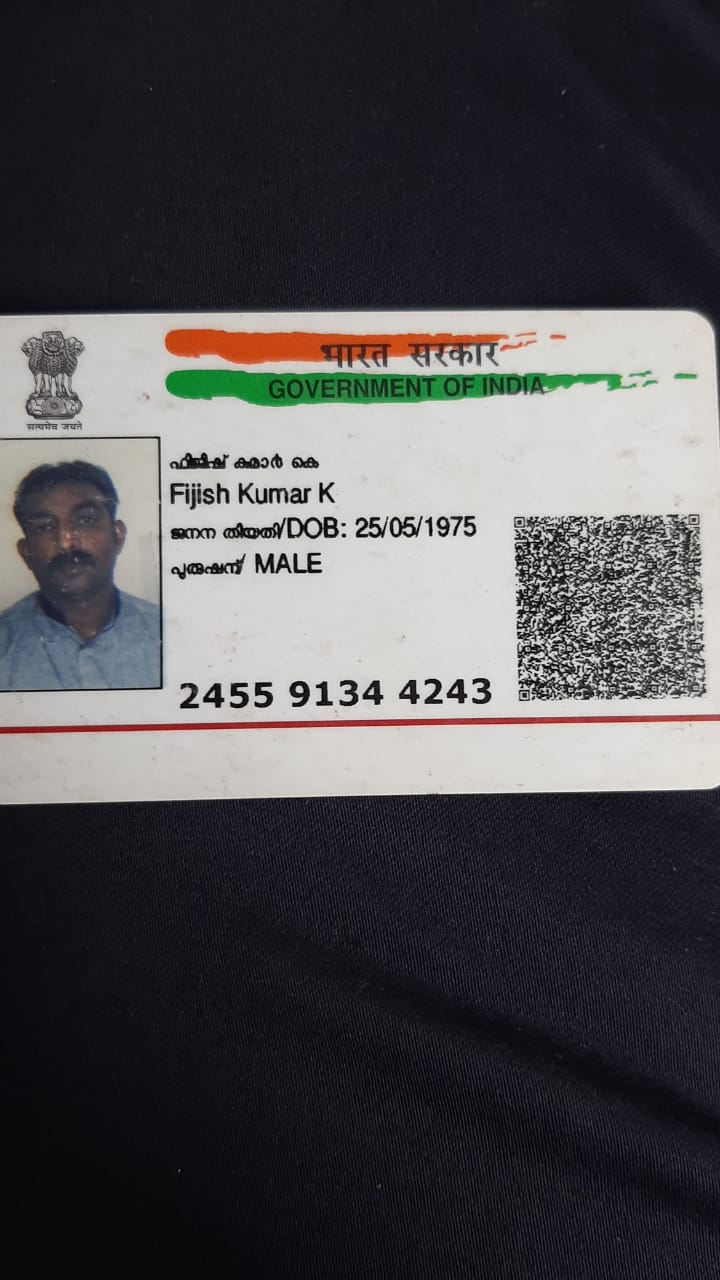 भारत सरकार
GOVERNMENT OF INDIA
सत्यमेव जयते
ഫിജിഷ് കുമാർ കെ
Fijish Kumar K
ജനന തിയതി/DOB: 25/05/1975
പുരുഷന്‍/ MALE
2455 9134 4243